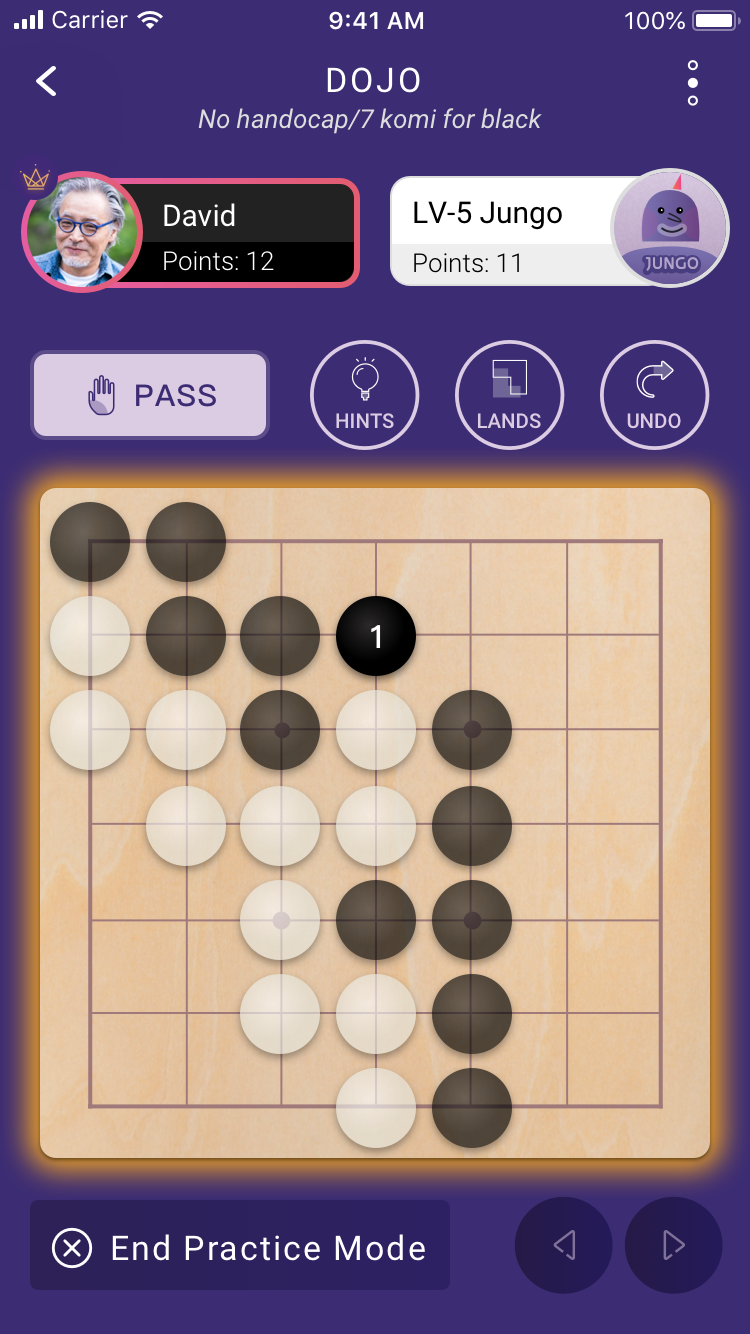 Carrier 9:41 AM 100%
DOJO
No handocap/7 komi for black
David
Points: 12
LV-5 Jungo
Points: 11
JUNGO
PASS
HINTS
LANDS
UNDO
1
End Practice Mode